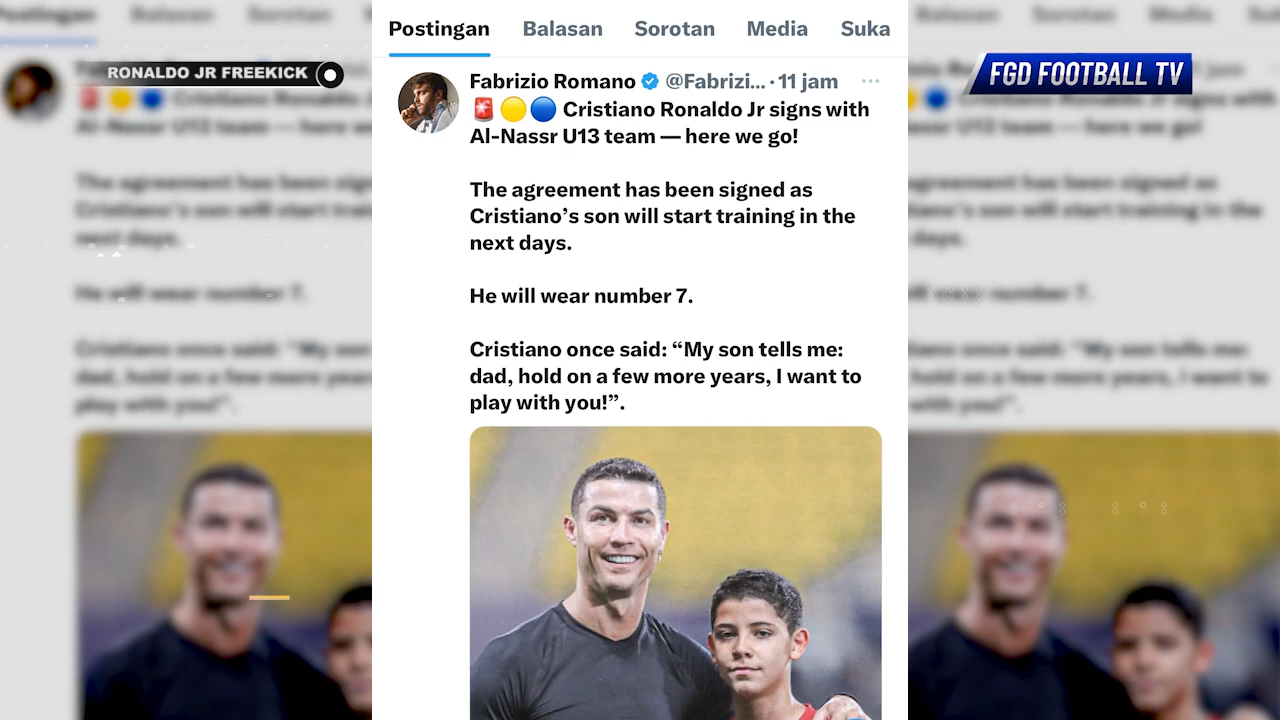 RONALDO JR FREEKICK
FGD FOOTBALL TV
Postingan Balasan Sorotan Media Suka
Fabrizio Romano @Fabrizi... · 11 jam
🚨🟡🔵 Cristiano Ronaldo Jr signs with
Al-Nassr U13 team — here we go!
The agreement has been signed as
Cristiano’s son will start training in the
next days.
He will wear number 7.
Cristiano once said: “My son tells me:
dad, hold on a few more years, I want to
play with you!”.